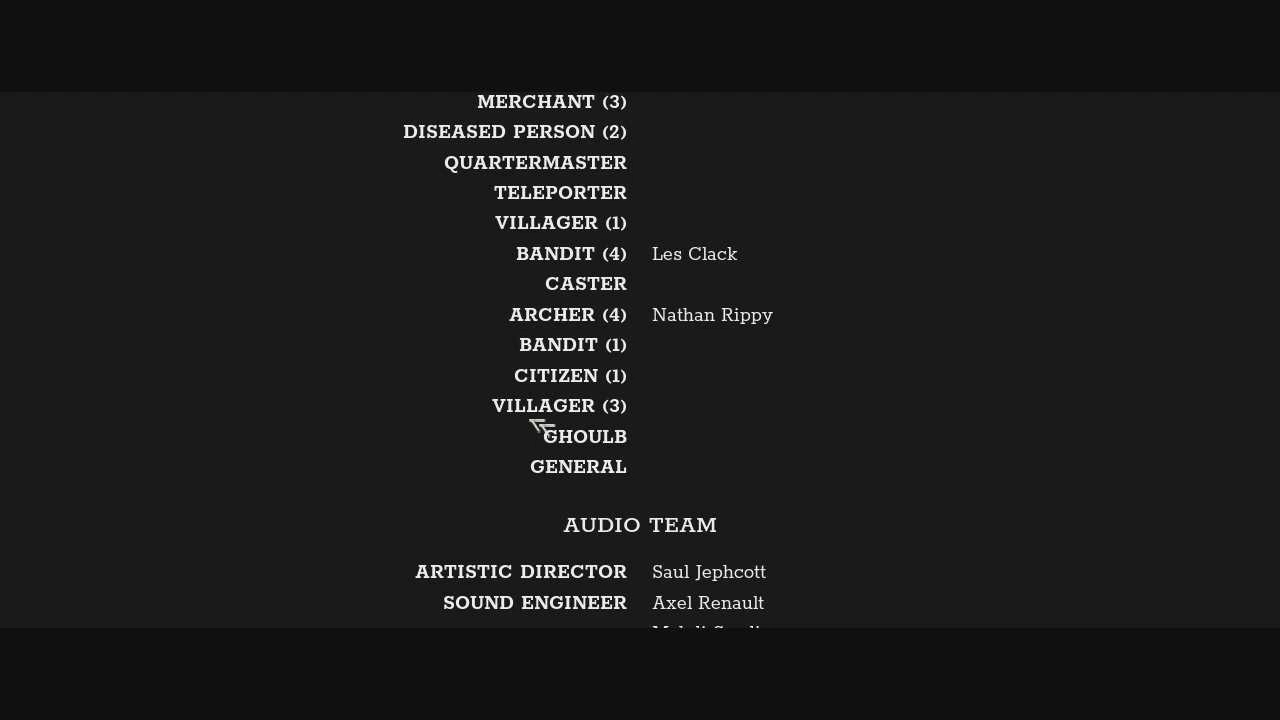 MERCHANT (3)
DISEASED PERSON (2)
QUARTERMASTER
TELEPORTER
VILLAGER (1)
BANDIT (4) Les Clack
CASTER
ARCHER (4) Nathan Rippy
BANDIT (1)
CITIZEN (1)
VILLAGER (3)
GHOULB
GENERAL
AUDIO TEAM
ARTISTIC DIRECTOR Saul Jephcott
SOUND ENGINEER Axel Renault